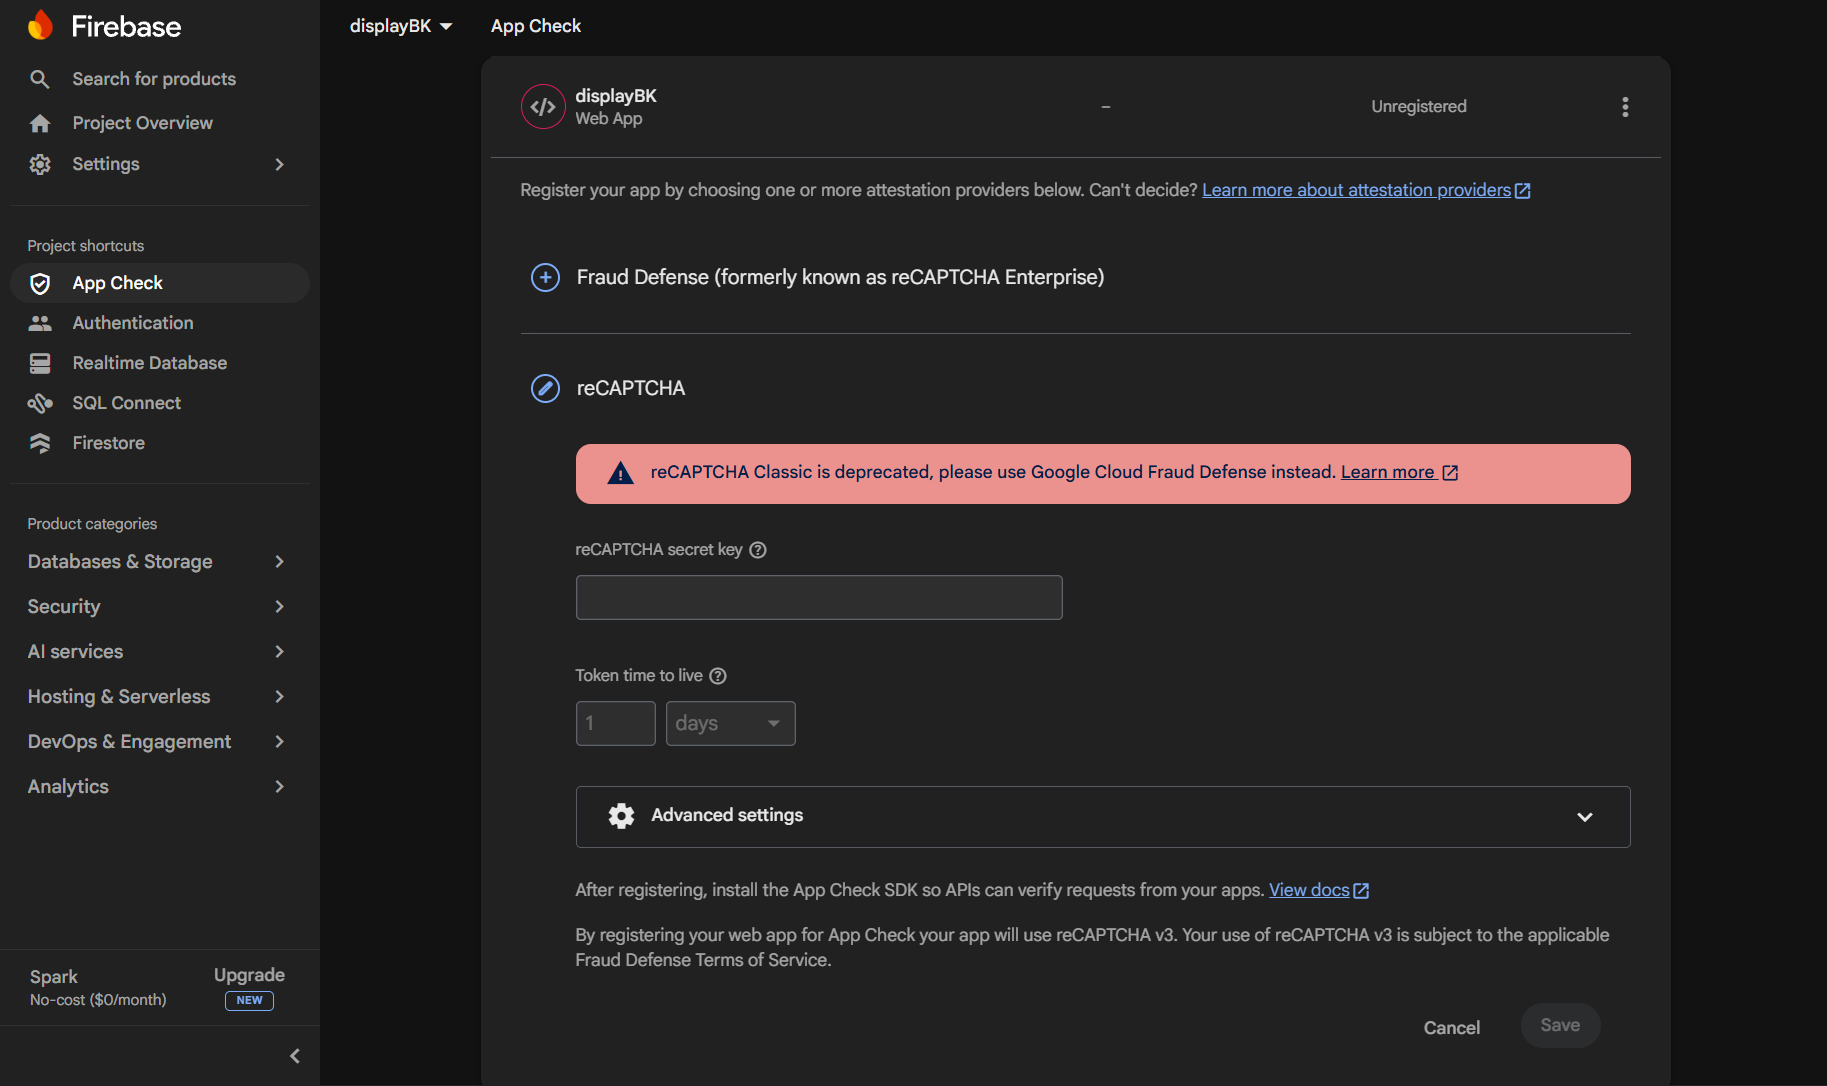 Firebase
Search for products
Project Overview
Settings
Project shortcuts
App Check
Authentication
Realtime Database
SQL Connect
Firestore
Product categories
Databases & Storage
Security
AI services
Hosting & Serverless
DevOps & Engagement
Analytics
Spark
No-cost ($0/month)
Upgrade
NEW
displayBK
App Check
displayBK
Web App
–
Unregistered
Register your app by choosing one or more attestation providers below. Can't decide? Learn more about attestation providers
Fraud Defense (formerly known as reCAPTCHA Enterprise)
reCAPTCHA
reCAPTCHA Classic is deprecated, please use Google Cloud Fraud Defense instead. Learn more
reCAPTCHA secret key
Token time to live
1
days
Advanced settings
After registering, install the App Check SDK so APIs can verify requests from your apps. View docs
By registering your web app for App Check your app will use reCAPTCHA v3. Your use of reCAPTCHA v3 is subject to the applicable
Fraud Defense Terms of Service.
Cancel
Save